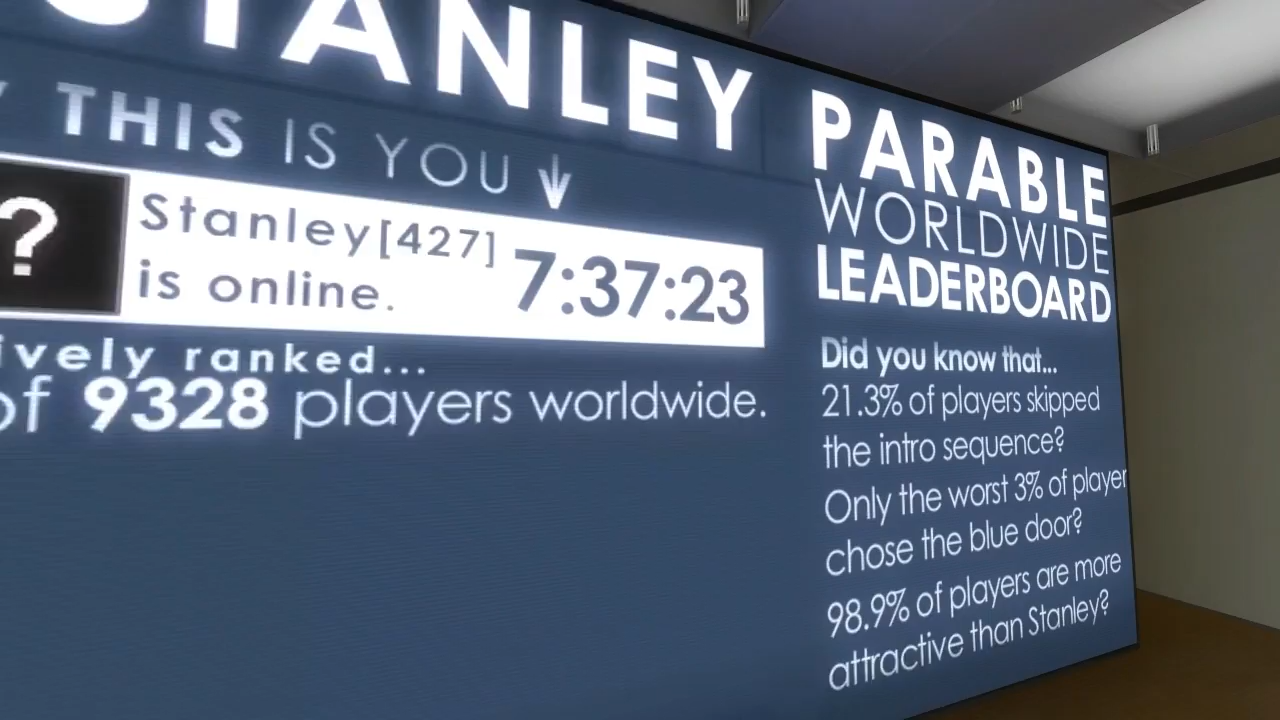 STANLEY PARABLE
THIS IS YOU
?
Stanley[427]
is online.
7:37:23
ively ranked...
of 9328 players worldwide.
WORLDWIDE
LEADERBOARD
Did you know that...
21.3% of players skipped
the intro sequence?
Only the worst 3% of player
chose the blue door?
98.9% of players are more
attractive than Stanley?